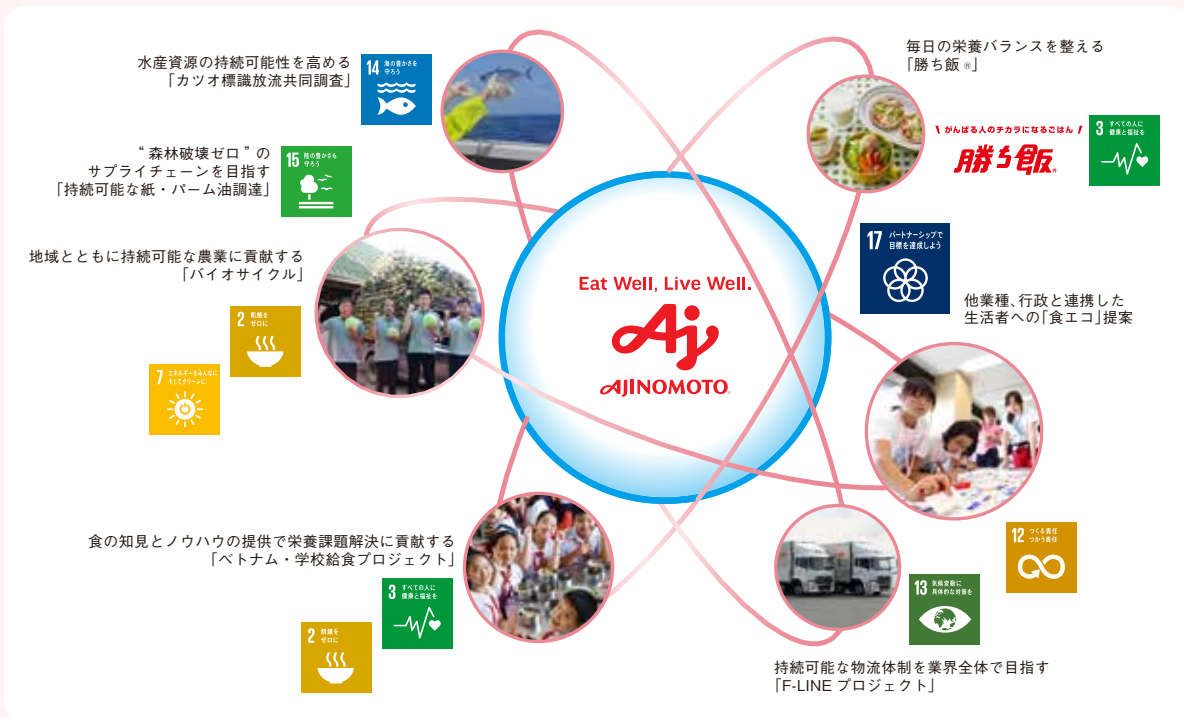 水産資源の持続可能性を高める
「カツオ標識放流共同調査」
14 海の豊かさを
守ろう
“ 森林破壊ゼロ ” の
サプライチェーンを目指す
「持続可能な紙・パーム油調達」
15 陸の豊かさも
守ろう
地域とともに持続可能な農業に貢献する
「バイオサイクル」
2 飢餓を
ゼロに
7 エネルギーをみんなに
そしてクリーンに
食の知見とノウハウの提供で栄養課題解決に貢献する
「ベトナム・学校給食プロジェクト」
3 すべての人に
健康と福祉を
2 飢餓を
ゼロに
Eat Well, Live Well.
Aj
AJINOMOTO®
毎日の栄養バランスを整える
「勝ち飯 ®」
\ がんばる人のチカラになるごはん /
勝ち飯®
3 すべての人に
健康と福祉を
17 パートナーシップで
目標を達成しよう
他業種、行政と連携した
生活者への「食エコ」提案
12 つくる責任
つかう責任
13 気候変動に
具体的な対策を
持続可能な物流体制を業界全体で目指す
「F-LINE プロジェクト」